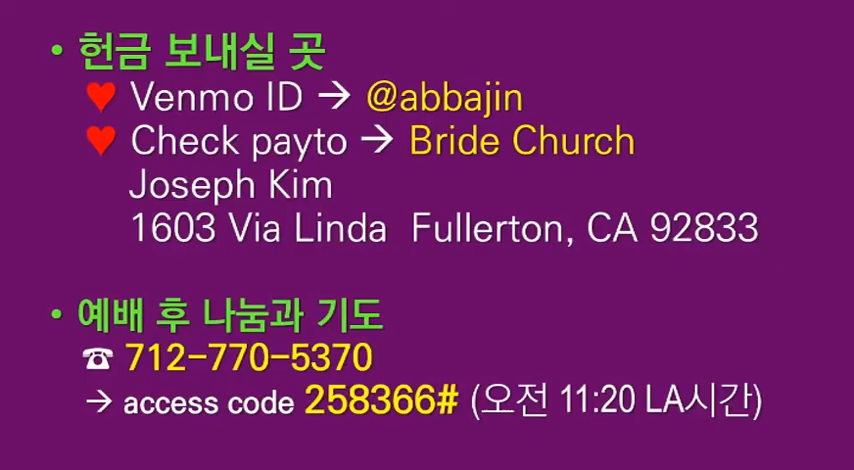 • 헌금 보내실 곳
♥ Venmo ID → @abbajin
♥ Check payto → Bride Church
Joseph Kim
1603 Via Linda  Fullerton, CA 92833
• 예배 후 나눔과 기도
☎ 712-770-5370
→ access code 258366# (오전 11:20 LA시간)